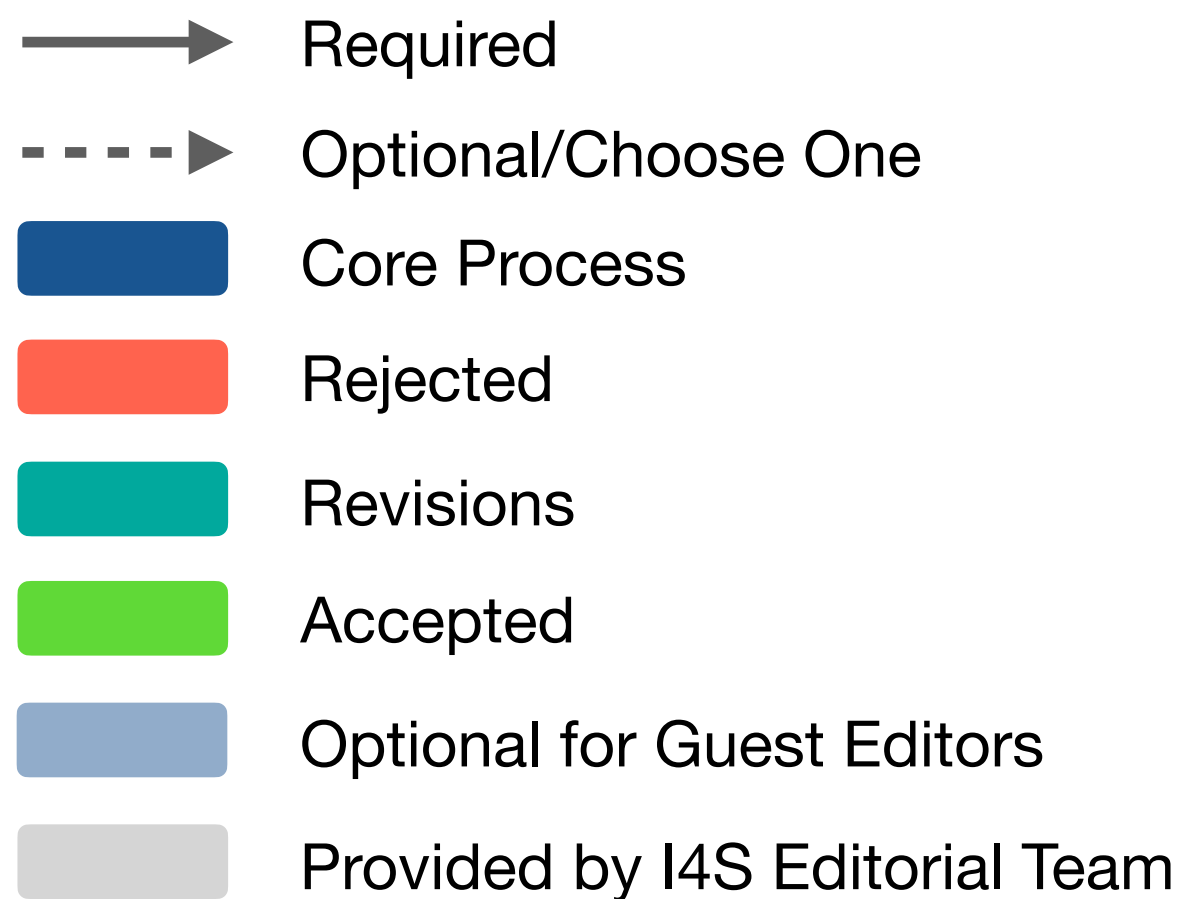 Required
Optional/Choose One
Core Process
Rejected
Revisions
Accepted
Optional for Guest Editors
Provided by I4S Editorial Team